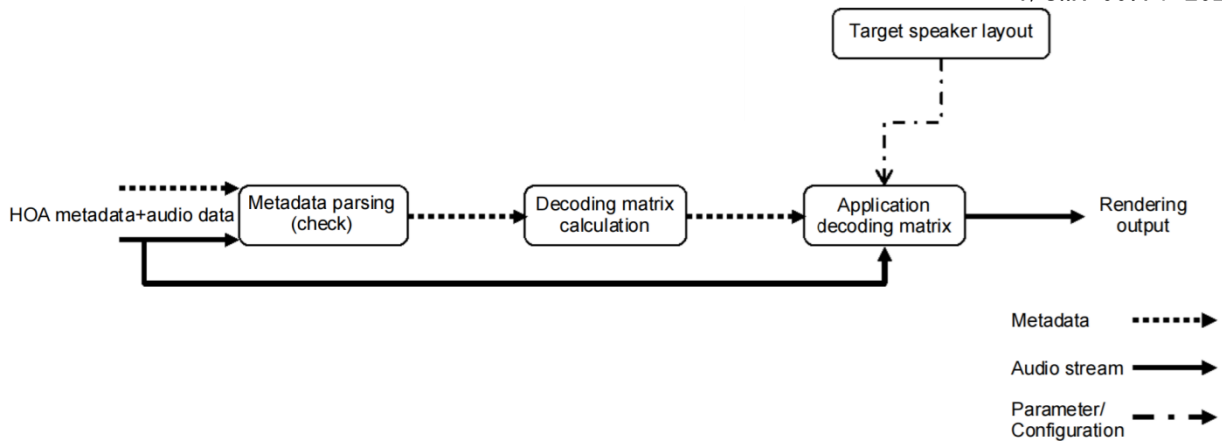 Target speaker layout
HOA metadata+audio data
Metadata parsing
(check)
Decoding matrix
calculation
Application
decoding matrix
Rendering
output
Metadata
Audio stream
Parameter/
Configuration